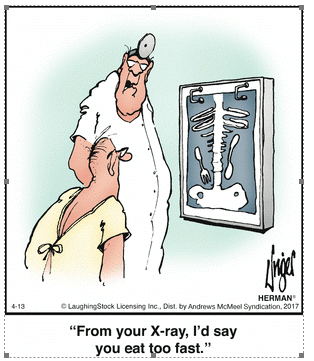 Unger
HERMAN®
4-13 © LaughingStock Licensing Inc., Dist. by Andrews McMeel Syndication, 2017
“From your X-ray, I’d say
you eat too fast.”